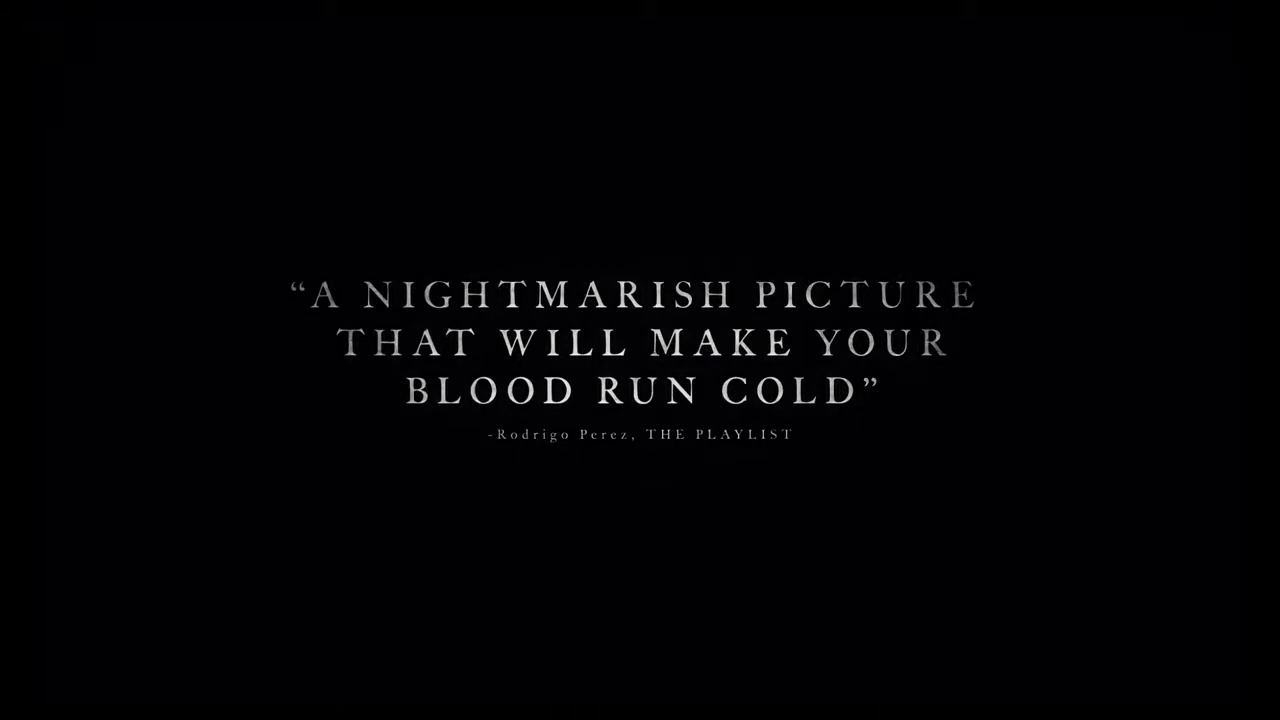 “A NIGHTMARISH PICTURE
THAT WILL MAKE YOUR
BLOOD RUN COLD”
-Rodrigo Perez, THE PLAYLIST